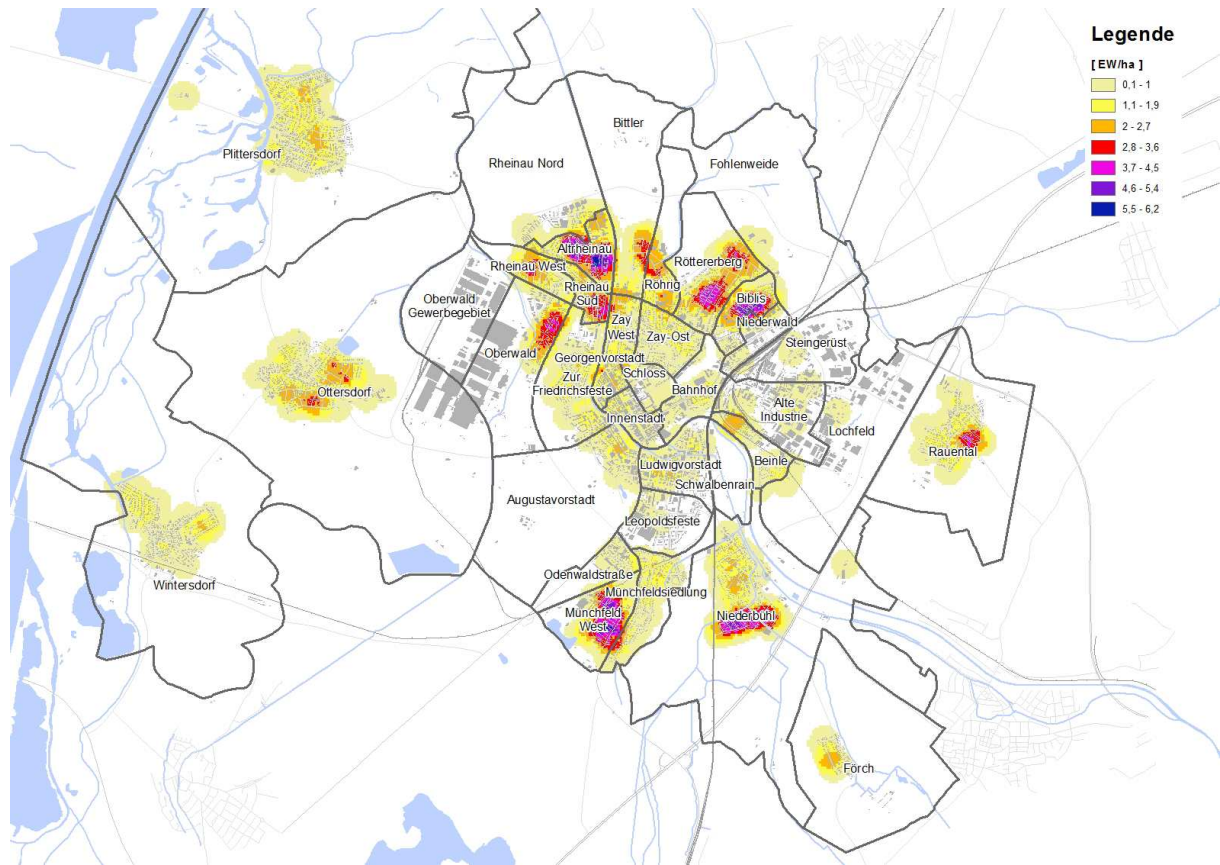 Legende
[ EW/ha ]
0,1 - 1
1,1 - 1,9
2 - 2,7
2,8 - 3,6
3,7 - 4,5
4,6 - 5,4
5,5 - 6,2
Bittler
Plittersdorf
Rheinau Nord
Fohlenweide
Altrheinau
Rheinau West
Röttererberg
Rheinau
Süd
Röhrig
Oberwald
Gewerbegebiet
Biblis
Niederwald
Zay
West
Zay-Ost
Steingerüst
Oberwald
Georgenvorstadt
Schloss
Zur
Friedrichsfeste
Bahnhof
Ottersdorf
Alte
Industrie
Innenstadt
Lochfeld
Rauental
Ludwigvorstadt
Beinle
Schwalbenrain
Augustavorstadt
Leopoldsfeste
Wintersdorf
Odenwaldstraße
Münchfeldsiedlung
Münchfeld
West
Niederbühl
Förch